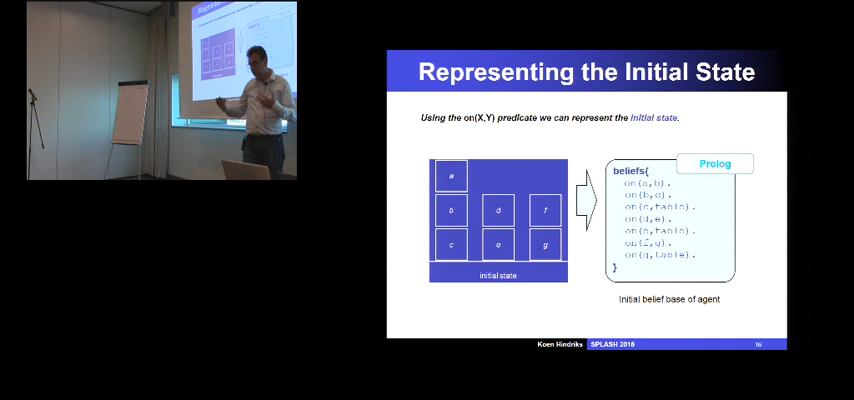 Representing the Initial State
Using the on(X,Y) predicate we can represent the initial state.
Prolog
a
b d f
c e g
initial state
beliefs{
on(a,b).
on(b,c).
on(c,table).
on(d,e).
on(e,table).
on(f,g).
on(g,table).
}
Initial belief base of agent
Koen Hindriks SPLASH 2016 16